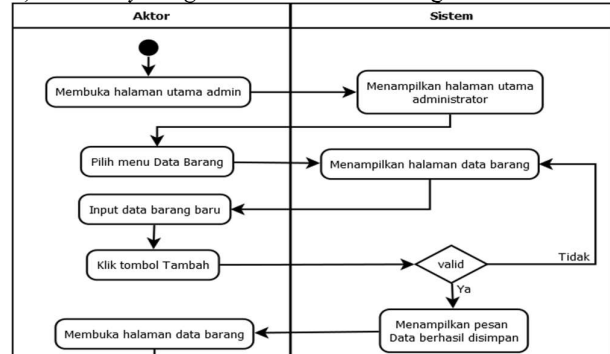 Aktor
Sistem
Membuka halaman utama admin
Menampilkan halaman utama
administrator
Pilih menu Data Barang
Menampilkan halaman data barang
Input data barang baru
Klik tombol Tambah
valid
Tidak
Ya
Menampilkan pesan
Data berhasil disimpan
Membuka halaman data barang